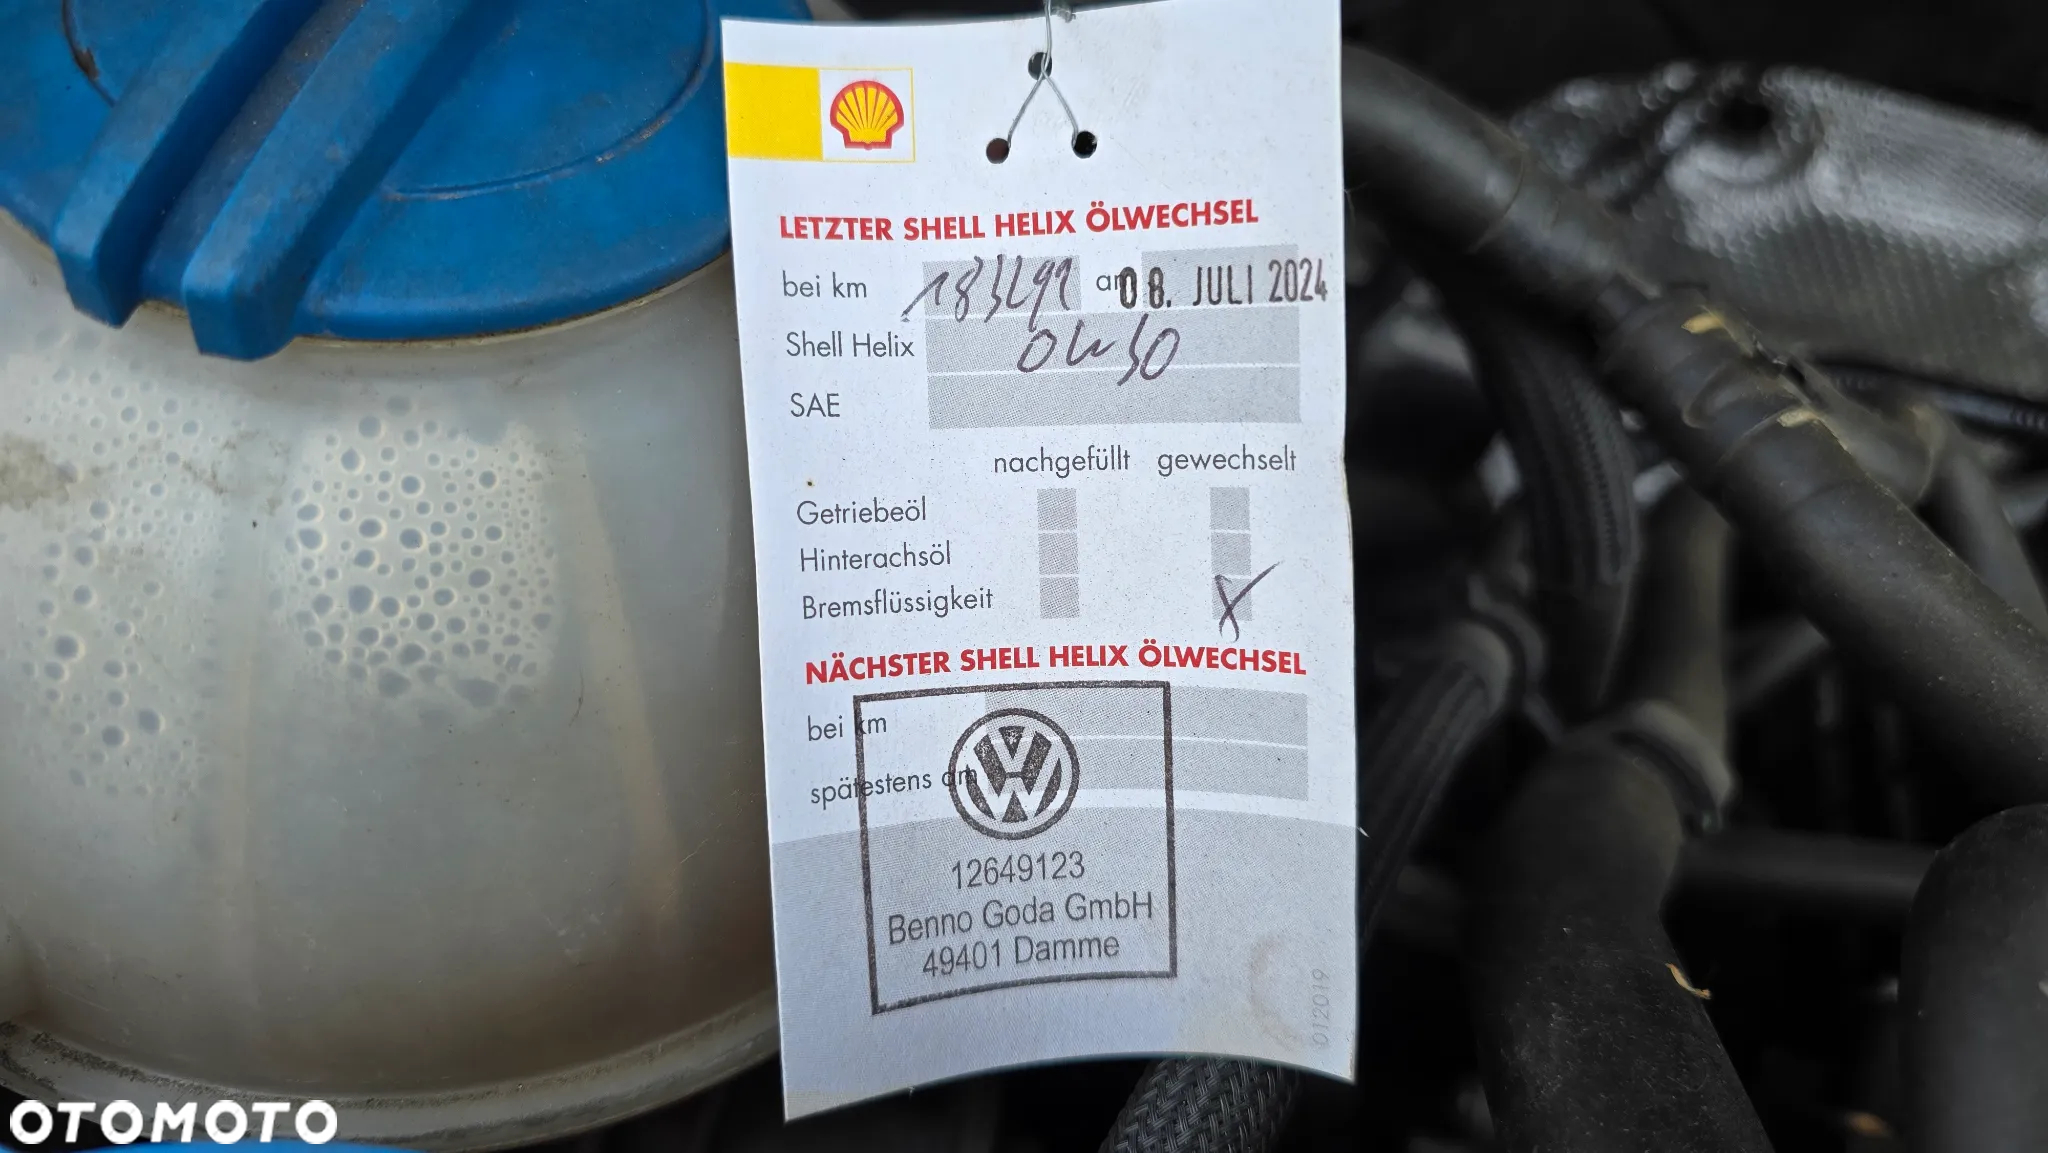 LETZTER SHELL HELIX ÖLWECHSEL
bei km 183291 am 08. JULI 2024
Shell Helix 0W30
SAE
nachgefüllt gewechselt
Getriebeöl
Hinterachsöl
Bremsflüssigkeit X
NÄCHSTER SHELL HELIX ÖLWECHSEL
bei km
spätestens am
12649123
Benno Goda GmbH
49401 Damme
012019
OTOMOTO